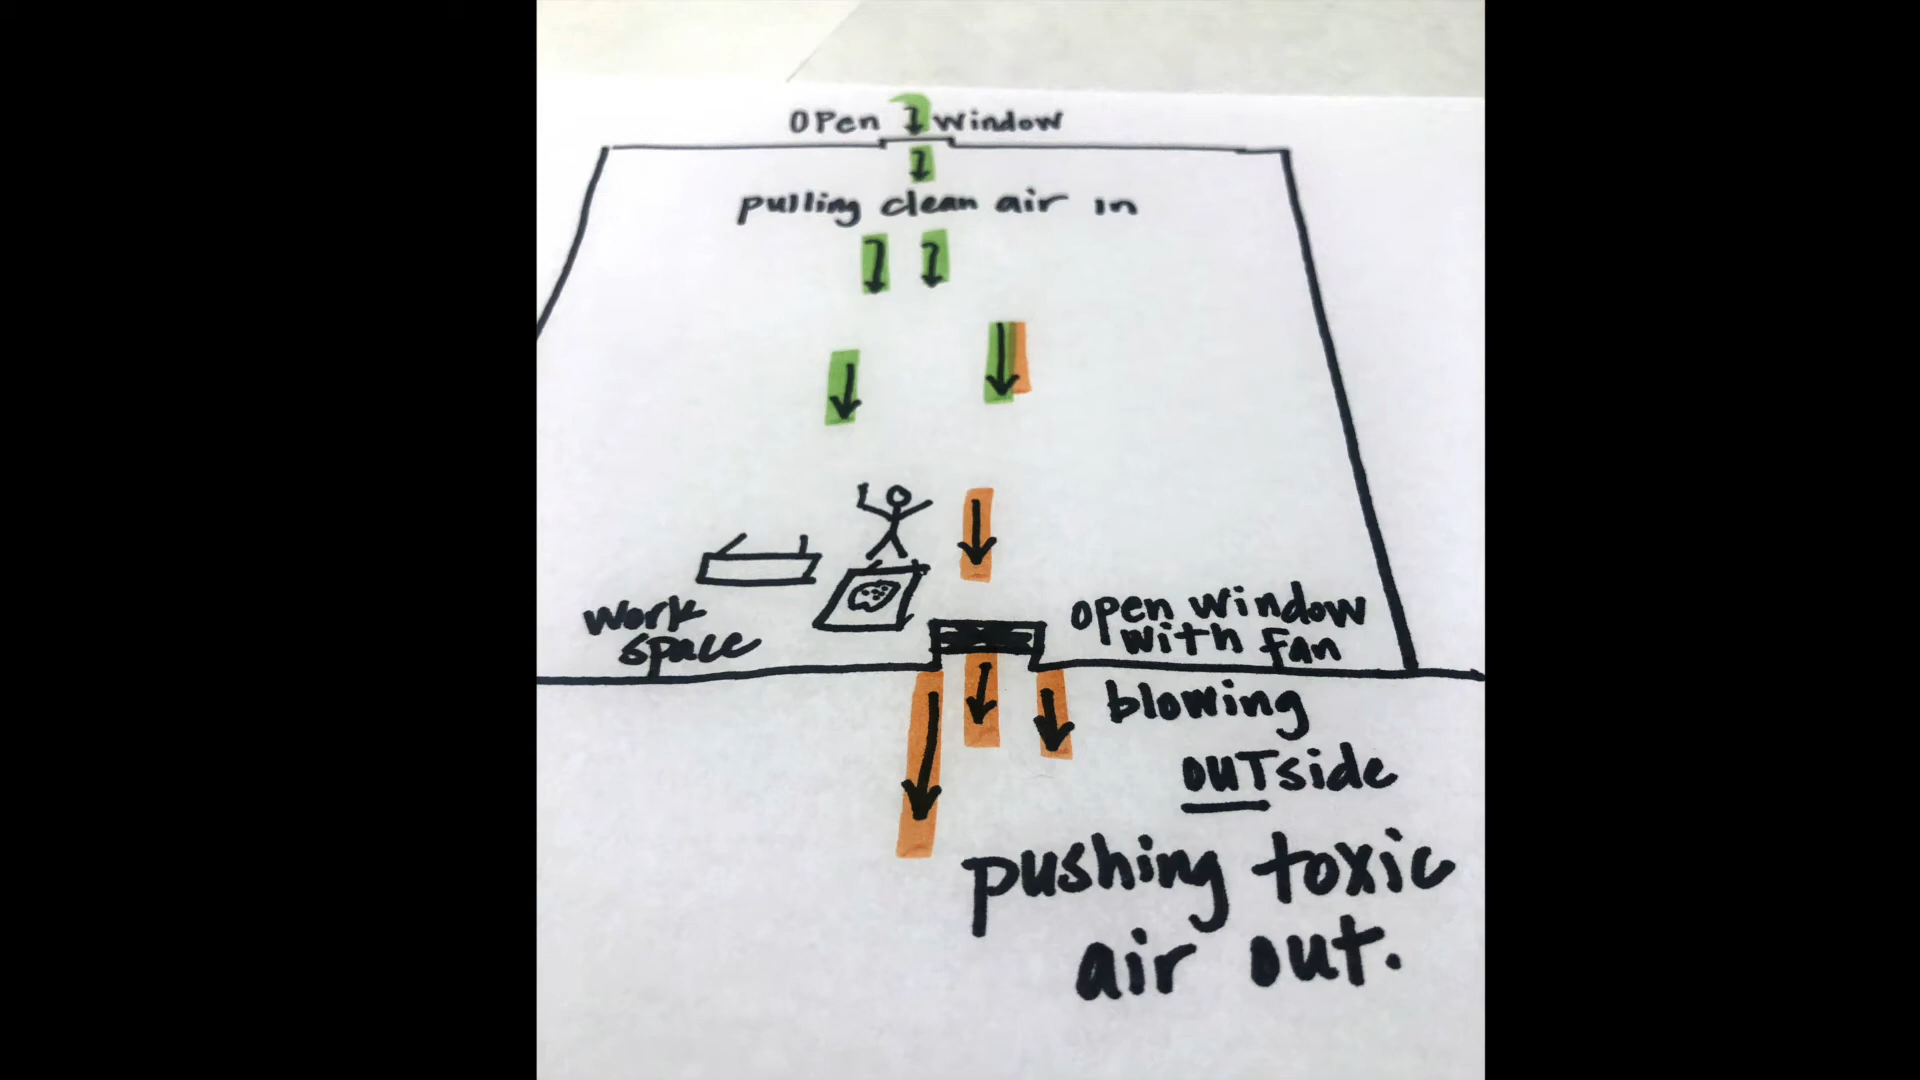 open window
pulling clean air in
work
space
open window
with fan
blowing
outside
pushing toxic
air out.